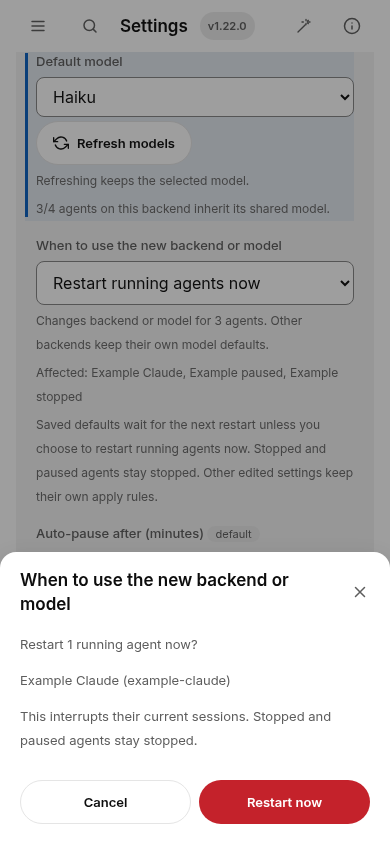 Settings v1.22.0
Default model
Haiku
Refresh models
Refreshing keeps the selected model.
3/4 agents on this backend inherit its shared model.
When to use the new backend or model
Restart running agents now
Changes backend or model for 3 agents. Other
backends keep their own model defaults.
Affected: Example Claude, Example paused, Example
stopped
Saved defaults wait for the next restart unless you
choose to restart running agents now. Stopped and
paused agents stay stopped. Other edited settings keep
their own apply rules.
Auto-pause after (minutes) default
When to use the new backend or
model
Restart 1 running agent now?
Example Claude (example-claude)
This interrupts their current sessions. Stopped and
paused agents stay stopped.
Cancel Restart now